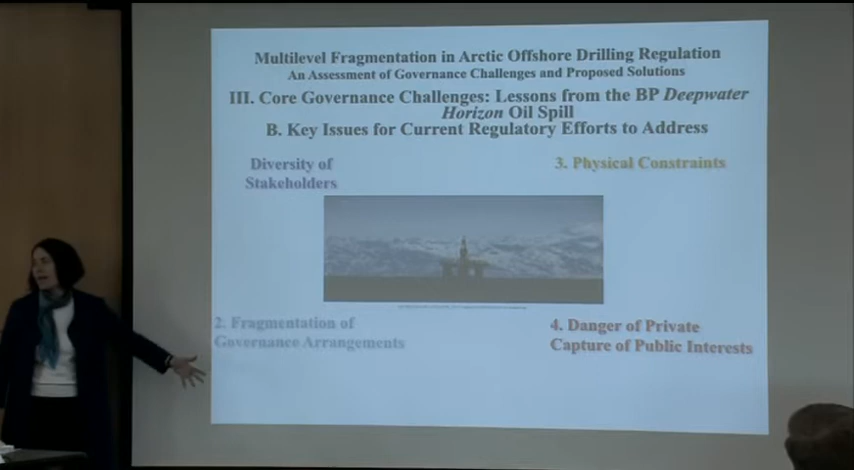 Multilevel Fragmentation in Arctic Offshore Drilling Regulation
An Assessment of Governance Challenges and Proposed Solutions
III. Core Governance Challenges: Lessons from the BP Deepwater
Horizon Oil Spill
B. Key Issues for Current Regulatory Efforts to Address
Diversity of
Stakeholders
3. Physical Constraints
2. Fragmentation of
Governance Arrangements
4. Danger of Private
Capture of Public Interests